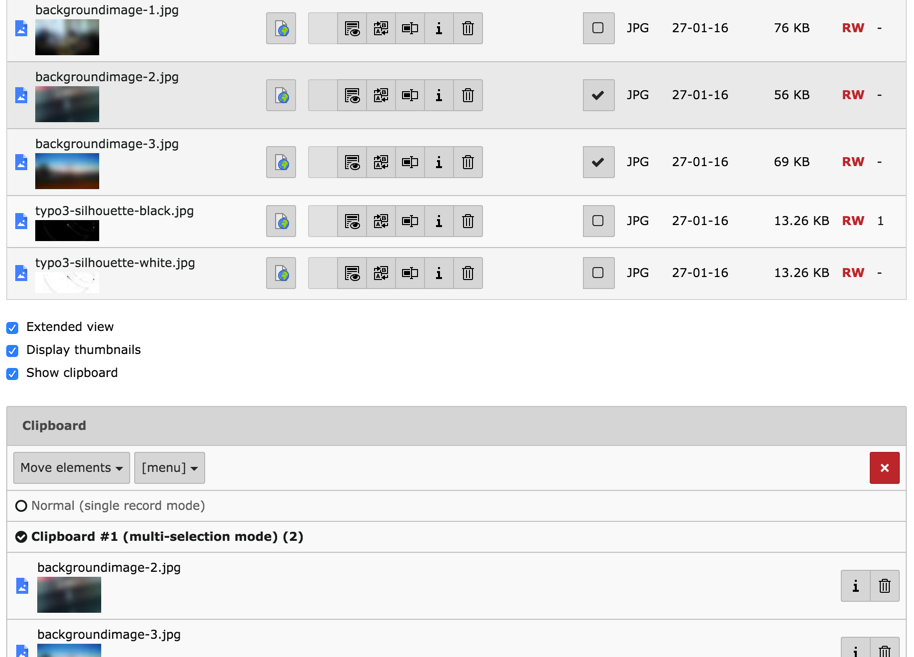 backgroundimage-1.jpg
JPG 27-01-16 76 KB RW -
backgroundimage-2.jpg
JPG 27-01-16 56 KB RW -
backgroundimage-3.jpg
JPG 27-01-16 69 KB RW -
typo3-silhouette-black.jpg
JPG 27-01-16 13.26 KB RW 1
typo3-silhouette-white.jpg
JPG 27-01-16 13.26 KB RW -
Extended view
Display thumbnails
Show clipboard
Clipboard
Move elements [menu]
Normal (single record mode)
Clipboard #1 (multi-selection mode) (2)
backgroundimage-2.jpg
backgroundimage-3.jpg